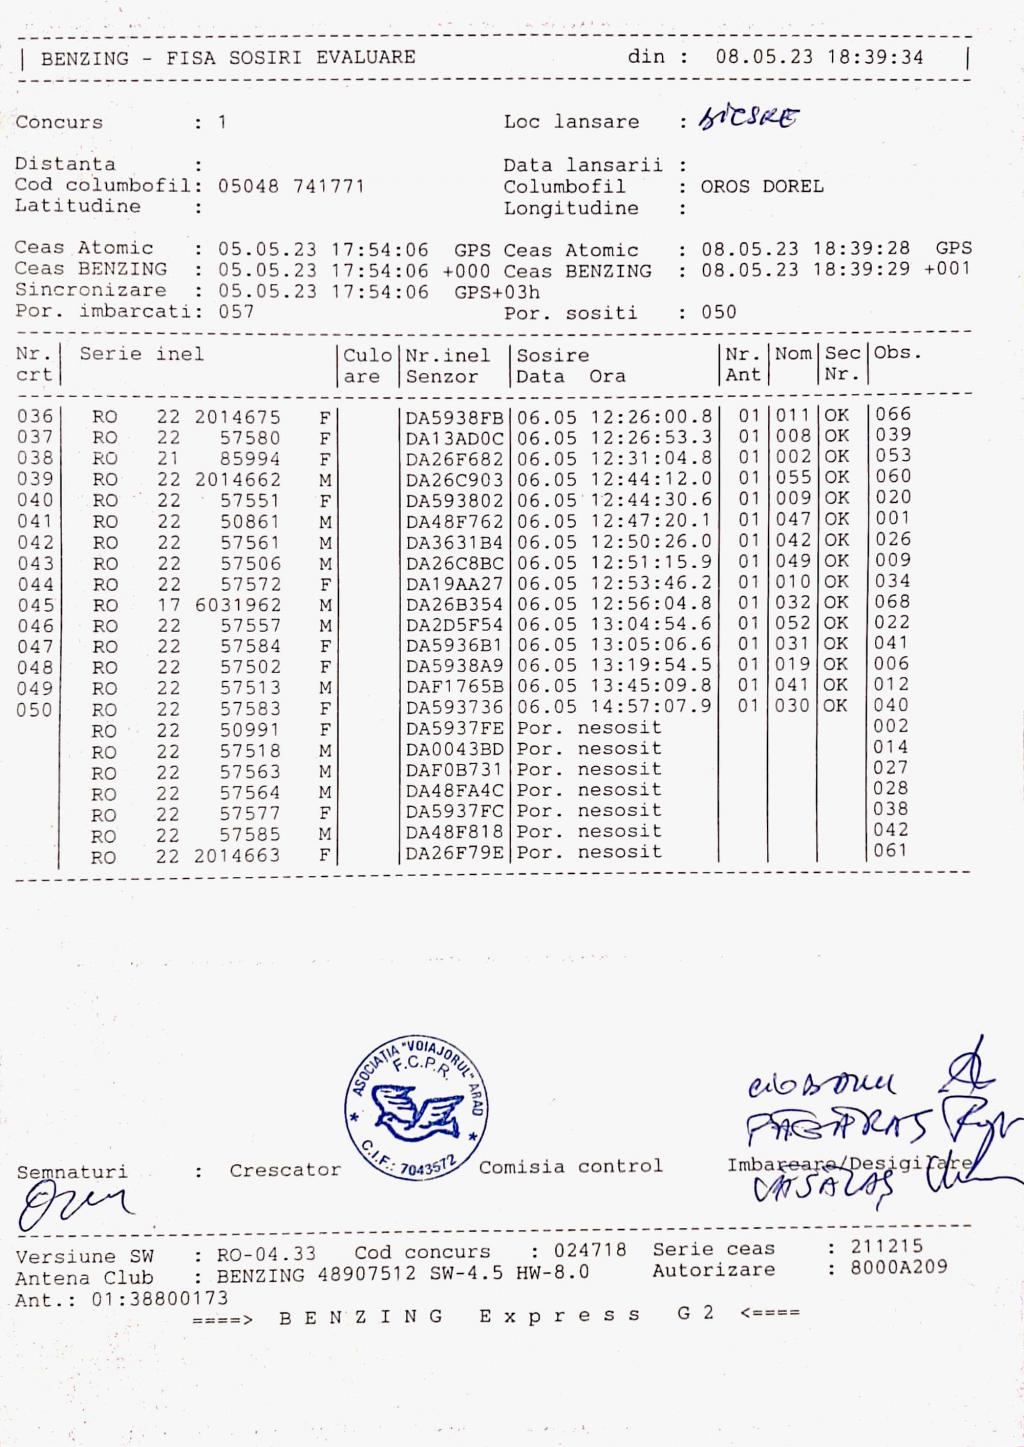 | BENZING - FISA SOSIRI EVALUARE din : 08.05.23 18:39:34 |
Concurs : 1 Loc lansare : BICSKE
Distanta : Data lansarii :
Cod columbofil: 05048 741771 Columbofil : OROS DOREL
Latitudine : Longitudine :
Ceas Atomic : 05.05.23 17:54:06 GPS Ceas Atomic : 08.05.23 18:39:28 GPS
Ceas BENZING : 05.05.23 17:54:06 +000 Ceas BENZING : 08.05.23 18:39:29 +001
Sincronizare : 05.05.23 17:54:06 GPS+03h
Por. imbarcati: 057 Por. sositi : 050
Nr. | Serie inel | Culo | Nr.inel | Sosire | Nr. | Nom | Sec | Obs.
crt | | are | Senzor | Data Ora | Ant | | Nr. |
036 | RO 22 2014675 F | | DA5938FB | 06.05 12:26:00.8 | 01 | 011 | OK | 066
037 | RO 22 57580 F | | DA13AD0C | 06.05 12:26:53.3 | 01 | 008 | OK | 039
038 | RO 21 85994 F | | DA26F682 | 06.05 12:31:04.8 | 01 | 002 | OK | 053
039 | RO 22 2014662 M | | DA26C903 | 06.05 12:44:12.0 | 01 | 055 | OK | 060
040 | RO 22 57551 F | | DA593802 | 06.05 12:44:30.6 | 01 | 009 | OK | 020
041 | RO 22 50861 M | | DA48F762 | 06.05 12:47:20.1 | 01 | 047 | OK | 001
042 | RO 22 57561 M | | DA3631B4 | 06.05 12:50:26.0 | 01 | 042 | OK | 026
043 | RO 22 57506 M | | DA26C8BC | 06.05 12:51:15.9 | 01 | 049 | OK | 009
044 | RO 22 57572 F | | DA19AA27 | 06.05 12:53:46.2 | 01 | 010 | OK | 034
045 | RO 17 6031962 M | | DA26B354 | 06.05 12:56:04.8 | 01 | 032 | OK | 068
046 | RO 22 57557 M | | DA2D5F54 | 06.05 13:04:54.6 | 01 | 052 | OK | 022
047 | RO 22 57584 F | | DA5936B1 | 06.05 13:05:06.6 | 01 | 031 | OK | 041
048 | RO 22 57502 F | | DA5938A9 | 06.05 13:19:54.5 | 01 | 019 | OK | 006
049 | RO 22 57513 M | | DAF1765B | 06.05 13:45:09.8 | 01 | 041 | OK | 012
050 | RO 22 57583 F | | DA593736 | 06.05 14:57:07.9 | 01 | 030 | OK | 040
| RO 22 50991 F | | DA5937FE | Por. nesosit | | | | 002
| RO 22 57518 M | | DA0043BD | Por. nesosit | | | | 014
| RO 22 57563 M | | DAF0B731 | Por. nesosit | | | | 027
| RO 22 57564 M | | DA48FA4C | Por. nesosit | | | | 028
| RO 22 57577 F | | DA5937FC | Por. nesosit | | | | 038
| RO 22 57585 M | | DA48F818 | Por. nesosit | | | | 042
| RO 22 2014663 F | | DA26F79E | Por. nesosit | | | | 061
ASOCIAȚIA "VOIAJORUL" ARAD
F.C.P.R.
* C.I.F.: 7043572 *
Semnaturi : Crescator Comisia control Imbareare/Desigilare
Versiune SW : RO-04.33 Cod concurs : 024718 Serie ceas : 211215
Antena Club : BENZING 48907512 SW-4.5 HW-8.0 Autorizare : 8000A209
Ant.: 01:38800173
====> B E N Z I N G E x p r e s s G 2 <====